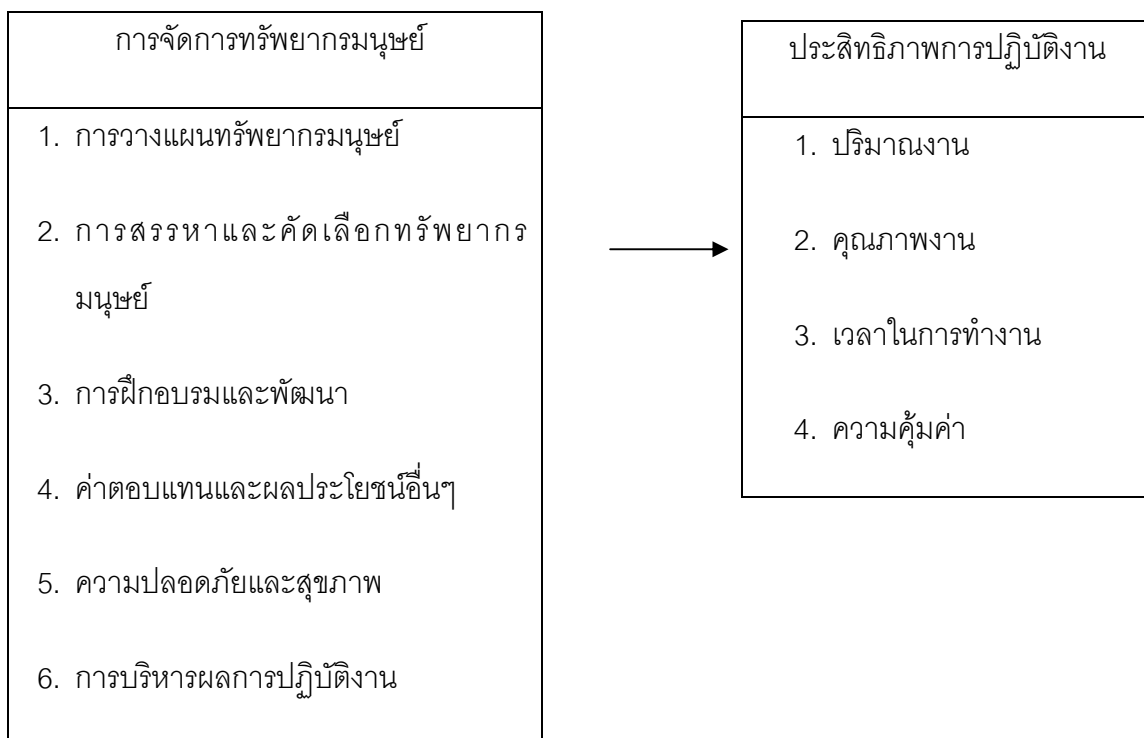 การจัดการทรัพยากรมนุษย์
1. การวางแผนทรัพยากรมนุษย์
2. การสรรหาและคัดเลือกทรัพยากร
มนุษย์
3. การฝึกอบรมและพัฒนา
4. ค่าตอบแทนและผลประโยชน์อื่นๆ
5. ความปลอดภัยและสุขภาพ
6. การบริหารผลการปฏิบัติงาน
ประสิทธิภาพการปฏิบัติงาน
1. ปริมาณงาน
2. คุณภาพงาน
3. เวลาในการทำงาน
4. ความคุ้มค่า